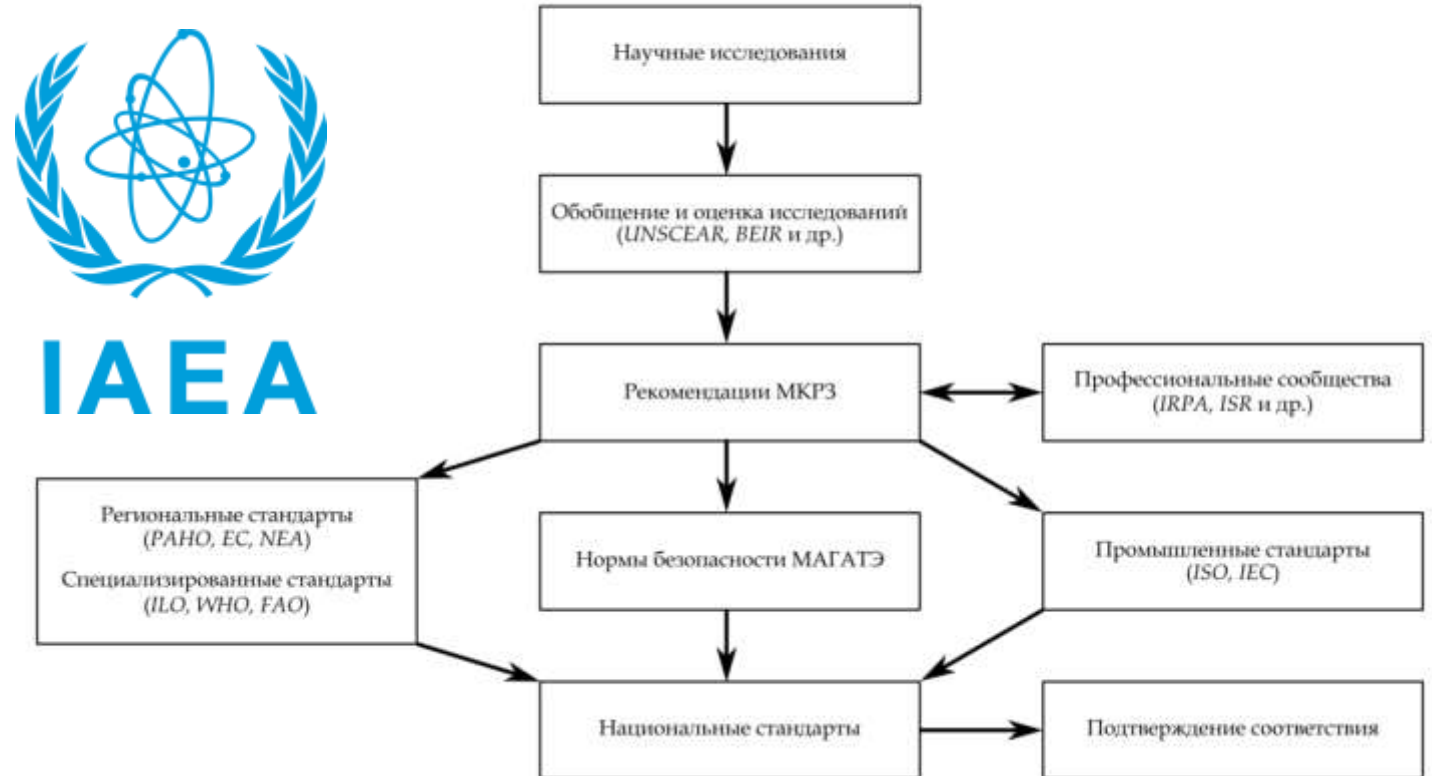 IAEA
Научные исследования
Обобщение и оценка исследований
(UNSCEAR, BEIR и др.)
Рекомендации МКРЗ
Профессиональные сообщества
(IRPA, ISR и др.)
Региональные стандарты
(PAHO, EC, NEA)
Специализированные стандарты
(ILO, WHO, FAO)
Нормы безопасности МАГАТЭ
Промышленные стандарты
(ISO, IEC)
Национальные стандарты
Подтверждение соответствия